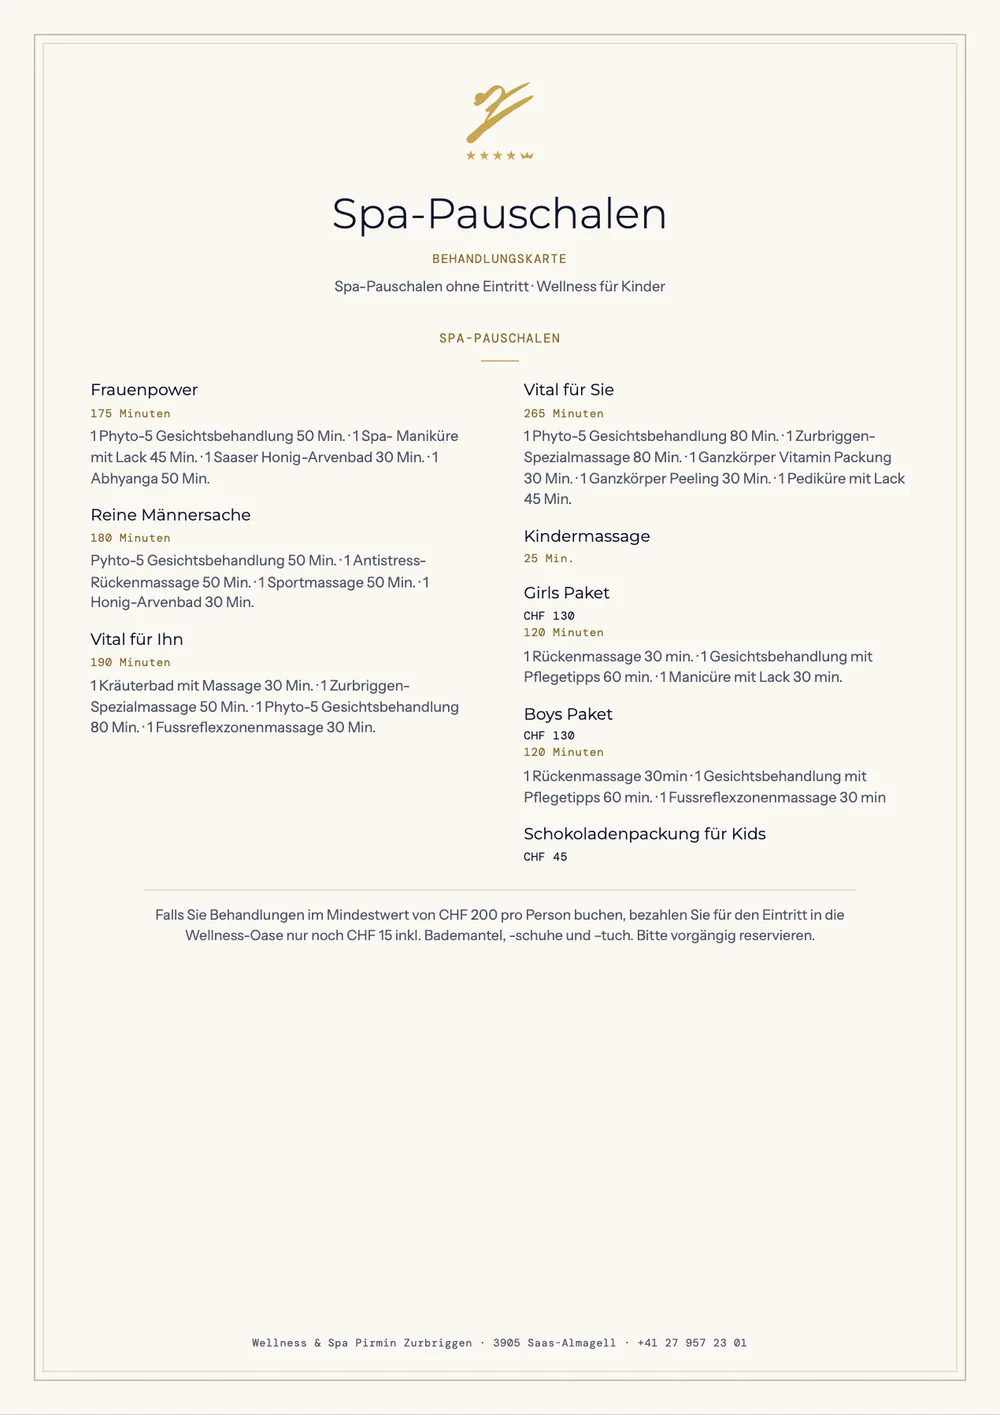 Spa-Pauschalen
BEHANDLUNGSKARTE
Spa-Pauschalen ohne Eintritt · Wellness für Kinder
SPA-PAUSCHALEN
Frauenpower
175 Minuten
1 Phyto-5 Gesichtsbehandlung 50 Min. · 1 Spa- Maniküre
mit Lack 45 Min. · 1 Saaser Honig-Arvenbad 30 Min. · 1
Abhyanga 50 Min.
Reine Männersache
180 Minuten
Pyhto-5 Gesichtsbehandlung 50 Min. · 1 Antistress-
Rückenmassage 50 Min. · 1 Sportmassage 50 Min. · 1
Honig-Arvenbad 30 Min.
Vital für Ihn
190 Minuten
1 Kräuterbad mit Massage 30 Min. · 1 Zurbriggen-
Spezialmassage 50 Min. · 1 Phyto-5 Gesichtsbehandlung
80 Min. · 1 Fussreflexzonenmassage 30 Min.
Vital für Sie
265 Minuten
1 Phyto-5 Gesichtsbehandlung 80 Min. · 1 Zurbriggen-
Spezialmassage 80 Min. · 1 Ganzkörper Vitamin Packung
30 Min. · 1 Ganzkörper Peeling 30 Min. · 1 Pediküre mit Lack
45 Min.
Kindermassage
25 Min.
Girls Paket
CHF 130
120 Minuten
1 Rückenmassage 30 min. · 1 Gesichtsbehandlung mit
Pflegetipps 60 min. · 1 Manicüre mit Lack 30 min.
Boys Paket
CHF 130
120 Minuten
1 Rückenmassage 30min · 1 Gesichtsbehandlung mit
Pflegetipps 60 min. · 1 Fussreflexzonenmassage 30 min
Schokoladenpackung für Kids
CHF 45
Falls Sie Behandlungen im Mindestwert von CHF 200 pro Person buchen, bezahlen Sie für den Eintritt in die
Wellness-Oase nur noch CHF 15 inkl. Bademantel, -schuhe und –tuch. Bitte vorgängig reservieren.
Wellness & Spa Pirmin Zurbriggen · 3905 Saas-Almagell · +41 27 957 23 01